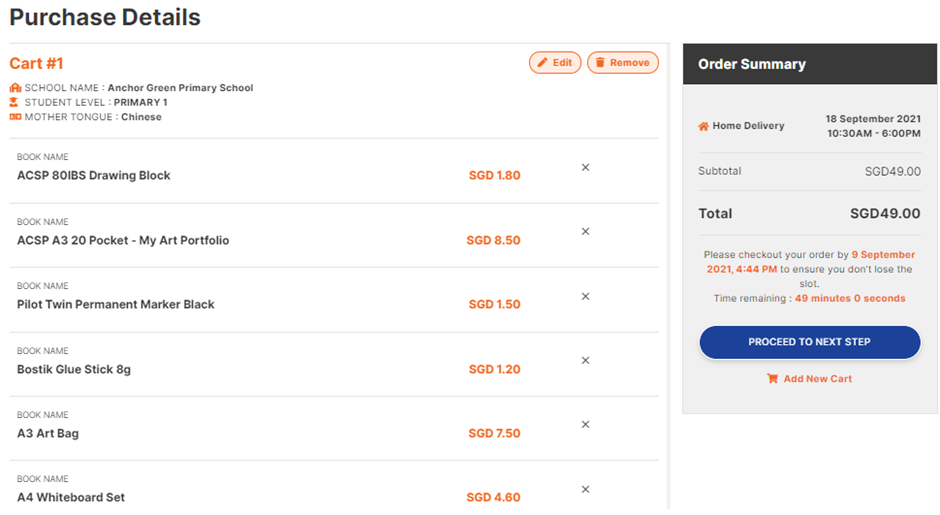 Purchase Details
Cart #1
Edit
Remove
SCHOOL NAME : Anchor Green Primary School
STUDENT LEVEL : PRIMARY 1
MOTHER TONGUE : Chinese
BOOK NAME
ACSP 80IBS Drawing Block
SGD 1.80
×
BOOK NAME
ACSP A3 20 Pocket - My Art Portfolio
SGD 8.50
×
BOOK NAME
Pilot Twin Permanent Marker Black
SGD 1.50
×
BOOK NAME
Bostik Glue Stick 8g
SGD 1.20
×
BOOK NAME
A3 Art Bag
SGD 7.50
×
BOOK NAME
A4 Whiteboard Set
SGD 4.60
×
Order Summary
Home Delivery
18 September 2021
10:30AM - 6:00PM
Subtotal
SGD49.00
Total
SGD49.00
Please checkout your order by 9 September
2021, 4:44 PM to ensure you don't lose the
slot.
Time remaining : 49 minutes 0 seconds
PROCEED TO NEXT STEP
Add New Cart